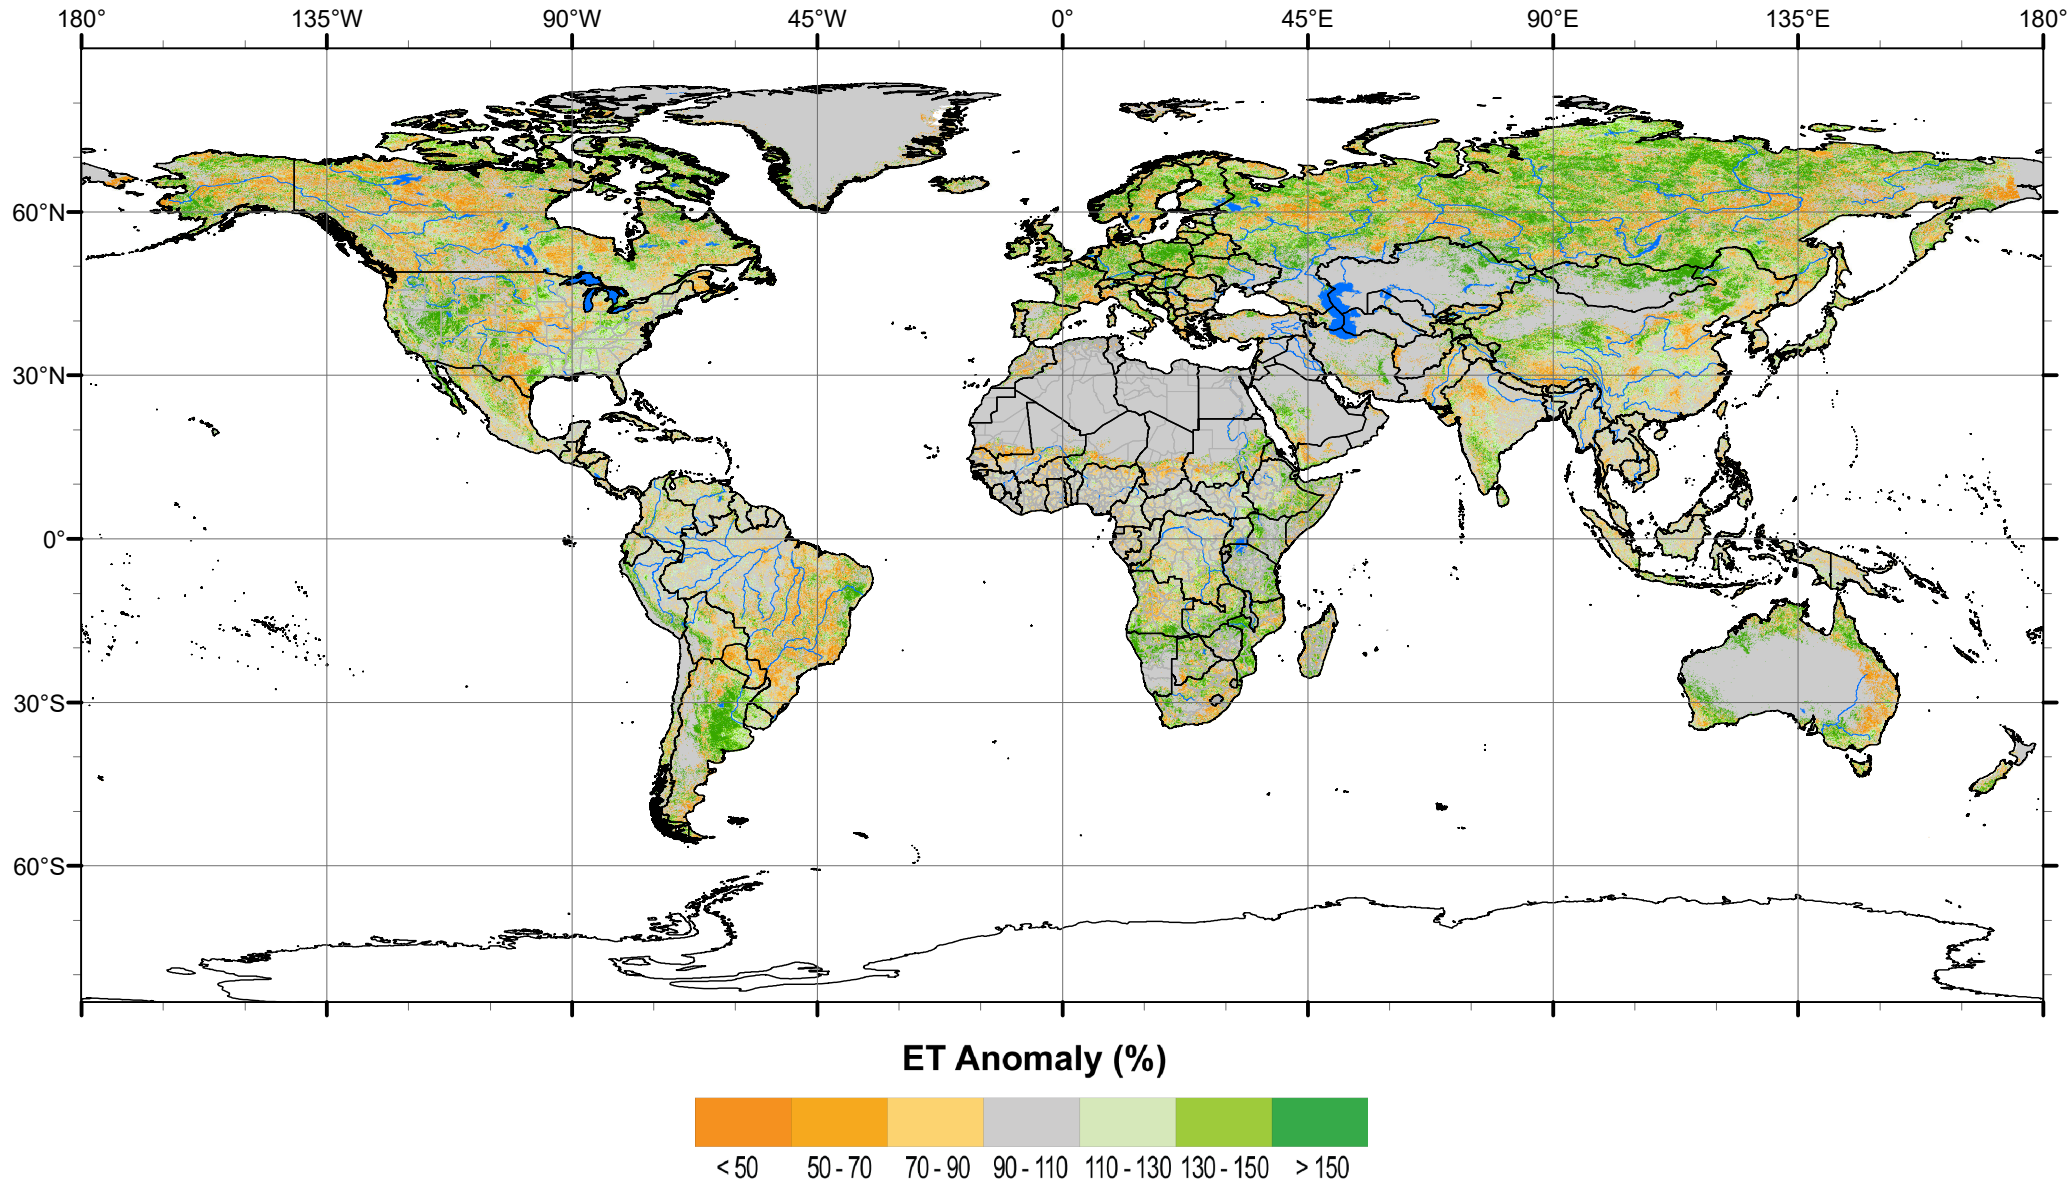 180° 135°W 90°W 45°W 0° 45°E 90°E 135°E 180°
60°N
30°N
0°
30°S
60°S
ET Anomaly (%)
< 50 50 - 70 70 - 90 90 - 110 110 - 130 130 - 150 > 150